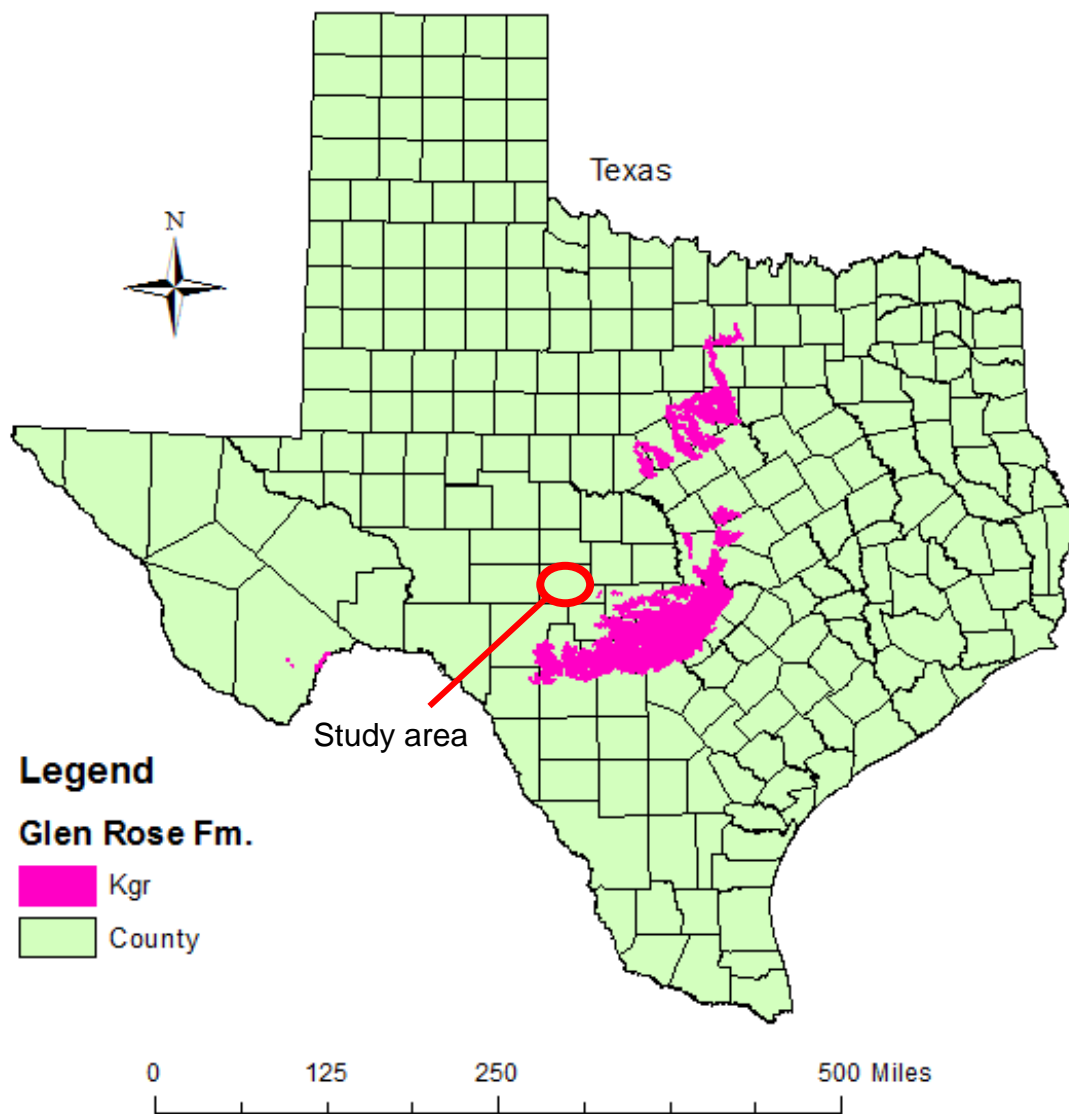 Texas
N
Study area
Legend
Glen Rose Fm.
Kgr
County
0 125 250 500 Miles